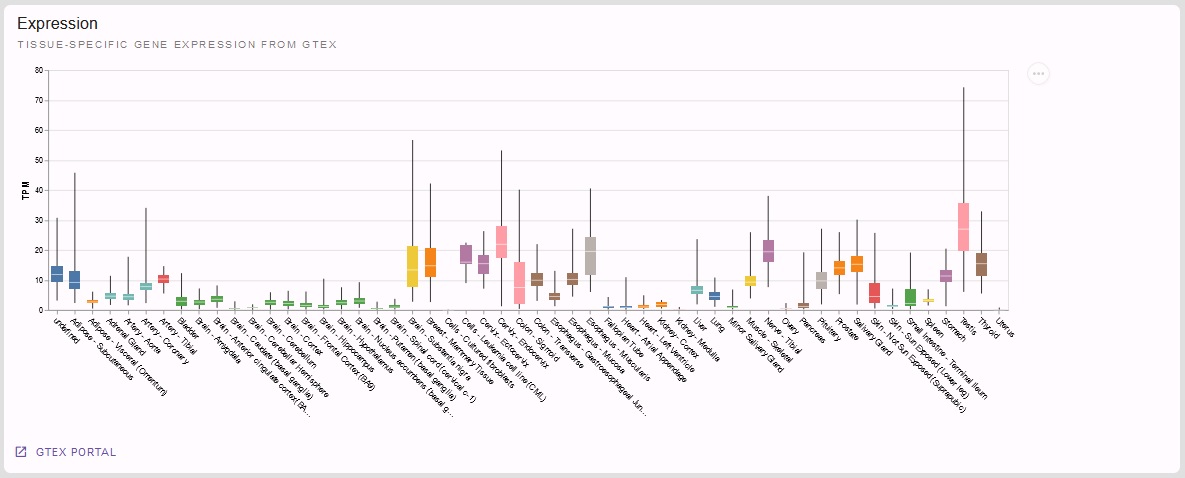 Expression
TISSUE-SPECIFIC GENE EXPRESSION FROM GTEX
80
70
60
50
40
30
20
10
0
TPM
undefined
Adipose - Subcutaneous
Adipose - Visceral (Omentum)
Adrenal Gland
Artery - Aorta
Artery - Coronary
Artery - Tibial
Bladder
Brain - Amygdala
Brain - Anterior cingulate cortex (BA...
Brain - Caudate (basal ganglia)
Brain - Cerebellar Hemisphere
Brain - Cerebellum
Brain - Cortex
Brain - Frontal Cortex (BA9)
Brain - Hippocampus
Brain - Hypothalamus
Brain - Nucleus accumbens (basal g...
Brain - Putamen (basal ganglia)
Brain - Spinal cord (cervical c-1)
Brain - Substantia nigra
Breast - Mammary Tissue
Cells - Cultured fibroblasts
Cells - Leukemia cell line (CML)
Cervix - Ectocervix
Cervix - Endocervix
Colon - Sigmoid
Colon - Transverse
Esophagus - Gastroesophageal Jun...
Esophagus - Mucosa
Esophagus - Muscularis
Fallopian Tube
Heart - Atrial Appendage
Heart - Left Ventricle
Kidney - Cortex
Kidney - Medulla
Liver
Lung
Minor Salivary Gland
Muscle - Skeletal
Nerve - Tibial
Ovary
Pancreas
Pituitary
Prostate
Salivary Gland
Skin - Not Sun Exposed (Suprapubic)
Skin - Sun Exposed (Lower leg)
Small Intestine - Terminal Ileum
Spleen
Stomach
Testis
Thyroid
Uterus
GTEX PORTAL